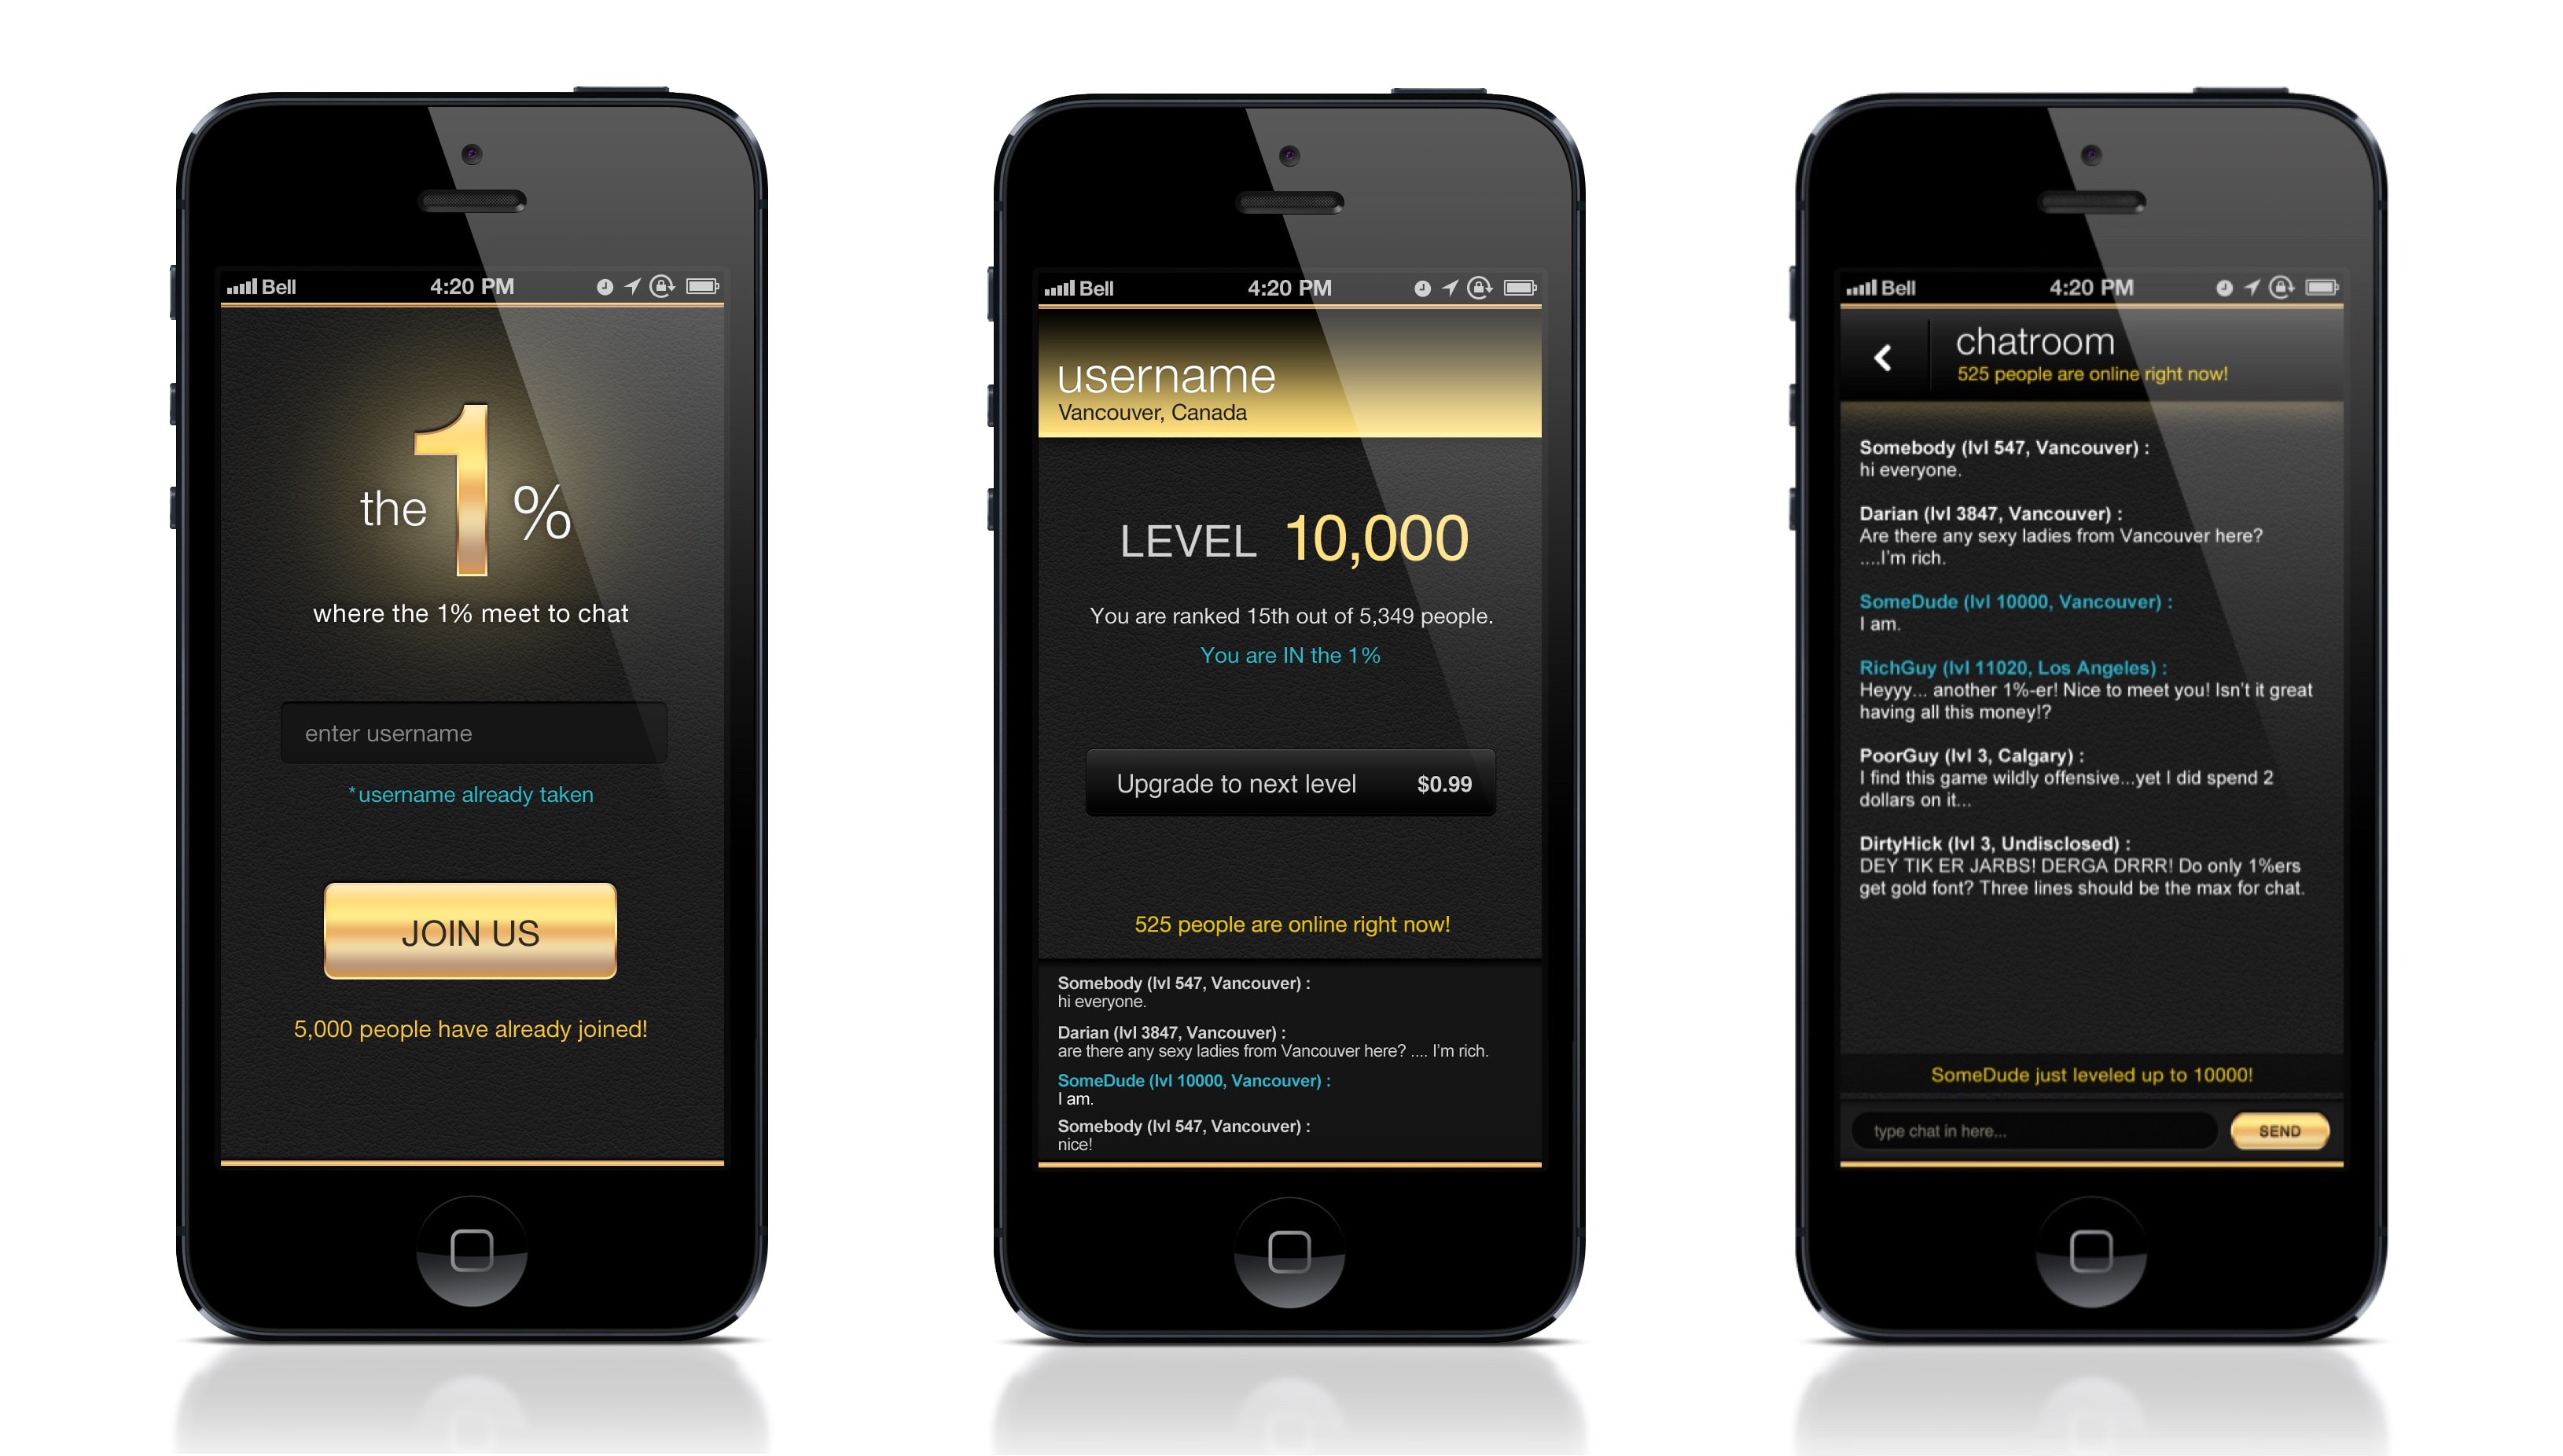 Bell 4:20 PM
the 1 %
where the 1% meet to chat
enter username
*username already taken
JOIN US
5,000 people have already joined!
Bell 4:20 PM
username
Vancouver, Canada
LEVEL 10,000
You are ranked 15th out of 5,349 people.
You are IN the 1%
Upgrade to next level $0.99
525 people are online right now!
Somebody (lvl 547, Vancouver) :
hi everyone.
Darian (lvl 3847, Vancouver) :
are there any sexy ladies from Vancouver here? .... I'm rich.
SomeDude (lvl 10000, Vancouver) :
I am.
Somebody (lvl 547, Vancouver) :
nice!
Bell 4:20 PM
chatroom
525 people are online right now!
Somebody (lvl 547, Vancouver) :
hi everyone.
Darian (lvl 3847, Vancouver) :
Are there any sexy ladies from Vancouver here?
....I'm rich.
SomeDude (lvl 10000, Vancouver) :
I am.
RichGuy (lvl 11020, Los Angeles) :
Heyyy... another 1%-er! Nice to meet you! Isn't it great
having all this money!?
PoorGuy (lvl 3, Calgary) :
I find this game wildly offensive...yet I did spend 2
dollars on it...
DirtyHick (lvl 3, Undisclosed) :
DEY TIK ER JARBS! DERGA DRRR! Do only 1%ers
get gold font? Three lines should be the max for chat.
SomeDude just leveled up to 10000!
type chat in here...
SEND